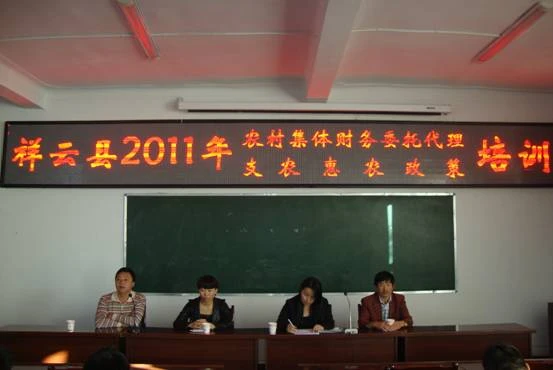 祥云县2011年
农村集体财务委托代理
支农惠农政策
培训